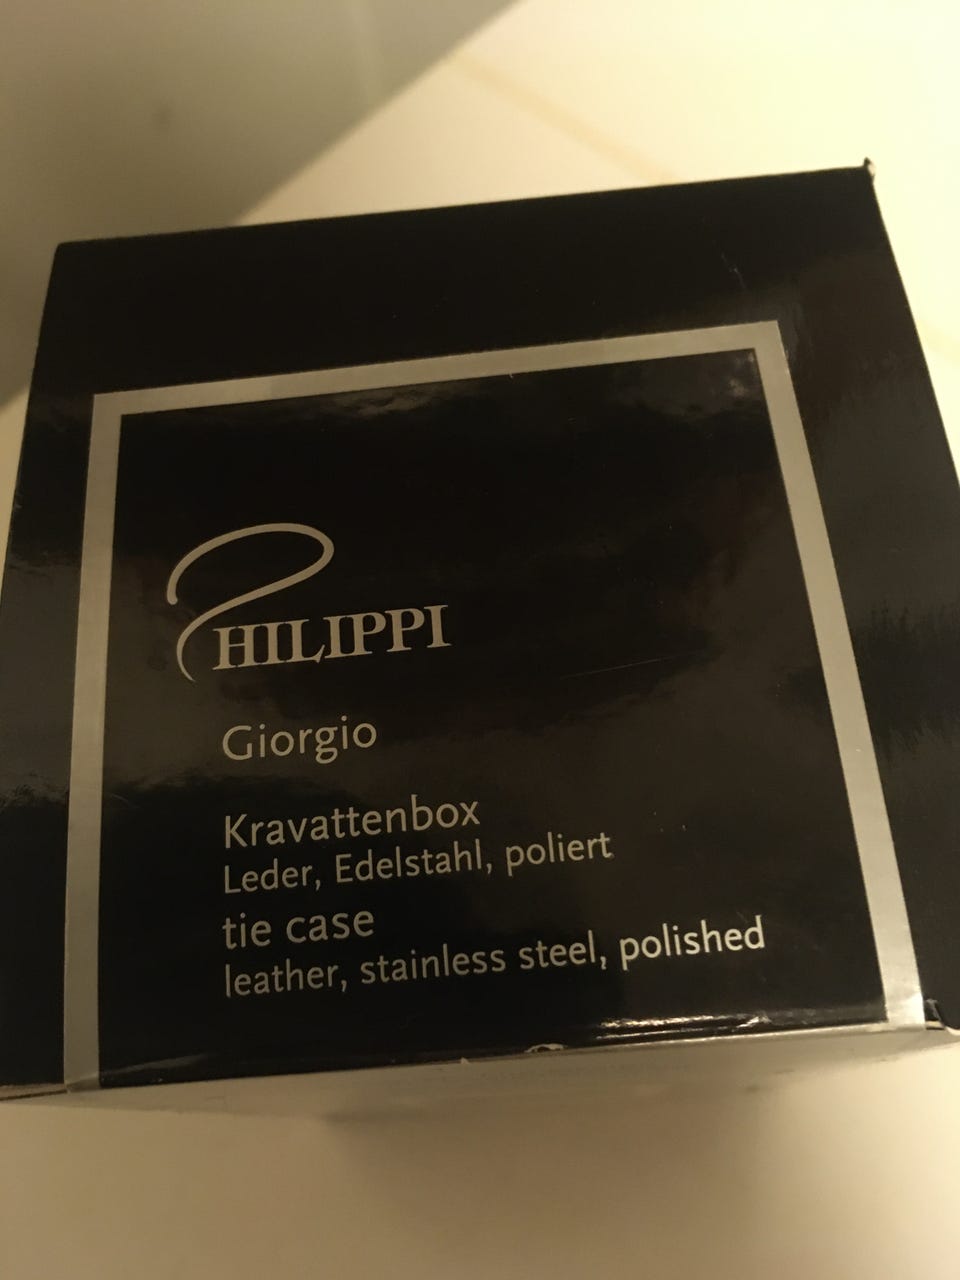 PHILIPPI
Giorgio
Kravattenbox
Leder, Edelstahl, poliert
tie case
leather, stainless steel, polished